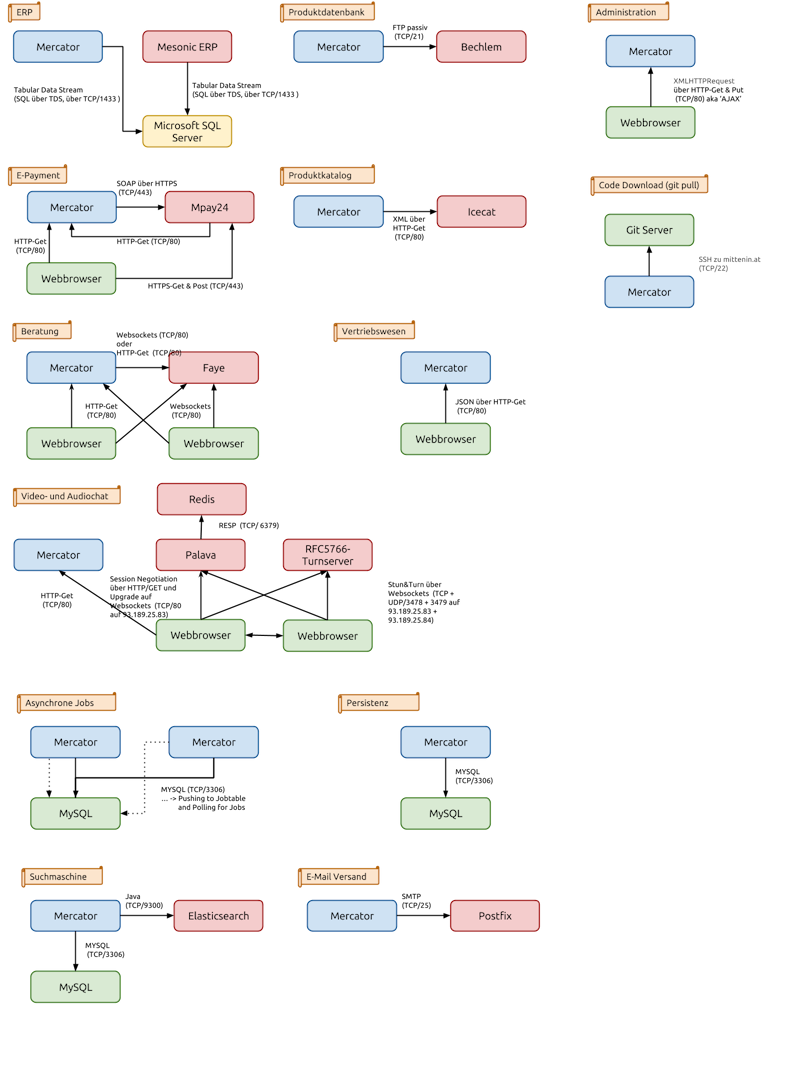 ERP
Mercator
Mesonic ERP
Tabular Data Stream
(SQL über TDS, über TCP/1433 )
Tabular Data Stream
(SQL über TDS, über TCP/1433 )
Microsoft SQL
Server
Produktdatenbank
Mercator
FTP passiv
(TCP/21)
Bechlem
Administration
Mercator
XMLHTTPRequest
über HTTP-Get & Put
(TCP/80) aka 'AJAX'
Webbrowser
E-Payment
Mercator
SOAP über HTTPS
(TCP/443)
Mpay24
HTTP-Get
(TCP/80)
HTTP-Get (TCP/80)
Webbrowser
HTTPS-Get & Post (TCP/443)
Produktkatalog
Mercator
XML über
HTTP-Get
(TCP/80)
Icecat
Code Download (git pull)
Git Server
SSH zu mittenin.at
(TCP/22)
Mercator
Beratung
Websockets (TCP/80)
oder
HTTP-Get (TCP/80)
Mercator
Faye
HTTP-Get
(TCP/80)
Websockets
(TCP/80)
Webbrowser
Webbrowser
Vertriebswesen
Mercator
JSON über HTTP-Get
(TCP/80)
Webbrowser
Video- und Audiochat
Redis
RESP (TCP/ 6379)
Mercator
Palava
RFC5766-
Turnserver
HTTP-Get
(TCP/80)
Session Negotiation
über HTTP/GET und
Upgrade auf
Websockets (TCP/80
auf 93.189.25.83)
Stun&Turn über
Websockets (TCP +
UDP/3478 + 3479 auf
93.189.25.83 +
93.189.25.84)
Webbrowser
Webbrowser
Asynchrone Jobs
Mercator
Mercator
MYSQL (TCP/3306)
... -> Pushing to Jobtable
and Polling for Jobs
MySQL
Persistenz
Mercator
MYSQL
(TCP/3306)
MySQL
Suchmaschine
Mercator
Java
(TCP/9300)
Elasticsearch
MYSQL
(TCP/3306)
MySQL
E-Mail Versand
Mercator
SMTP
(TCP/25)
Postfix